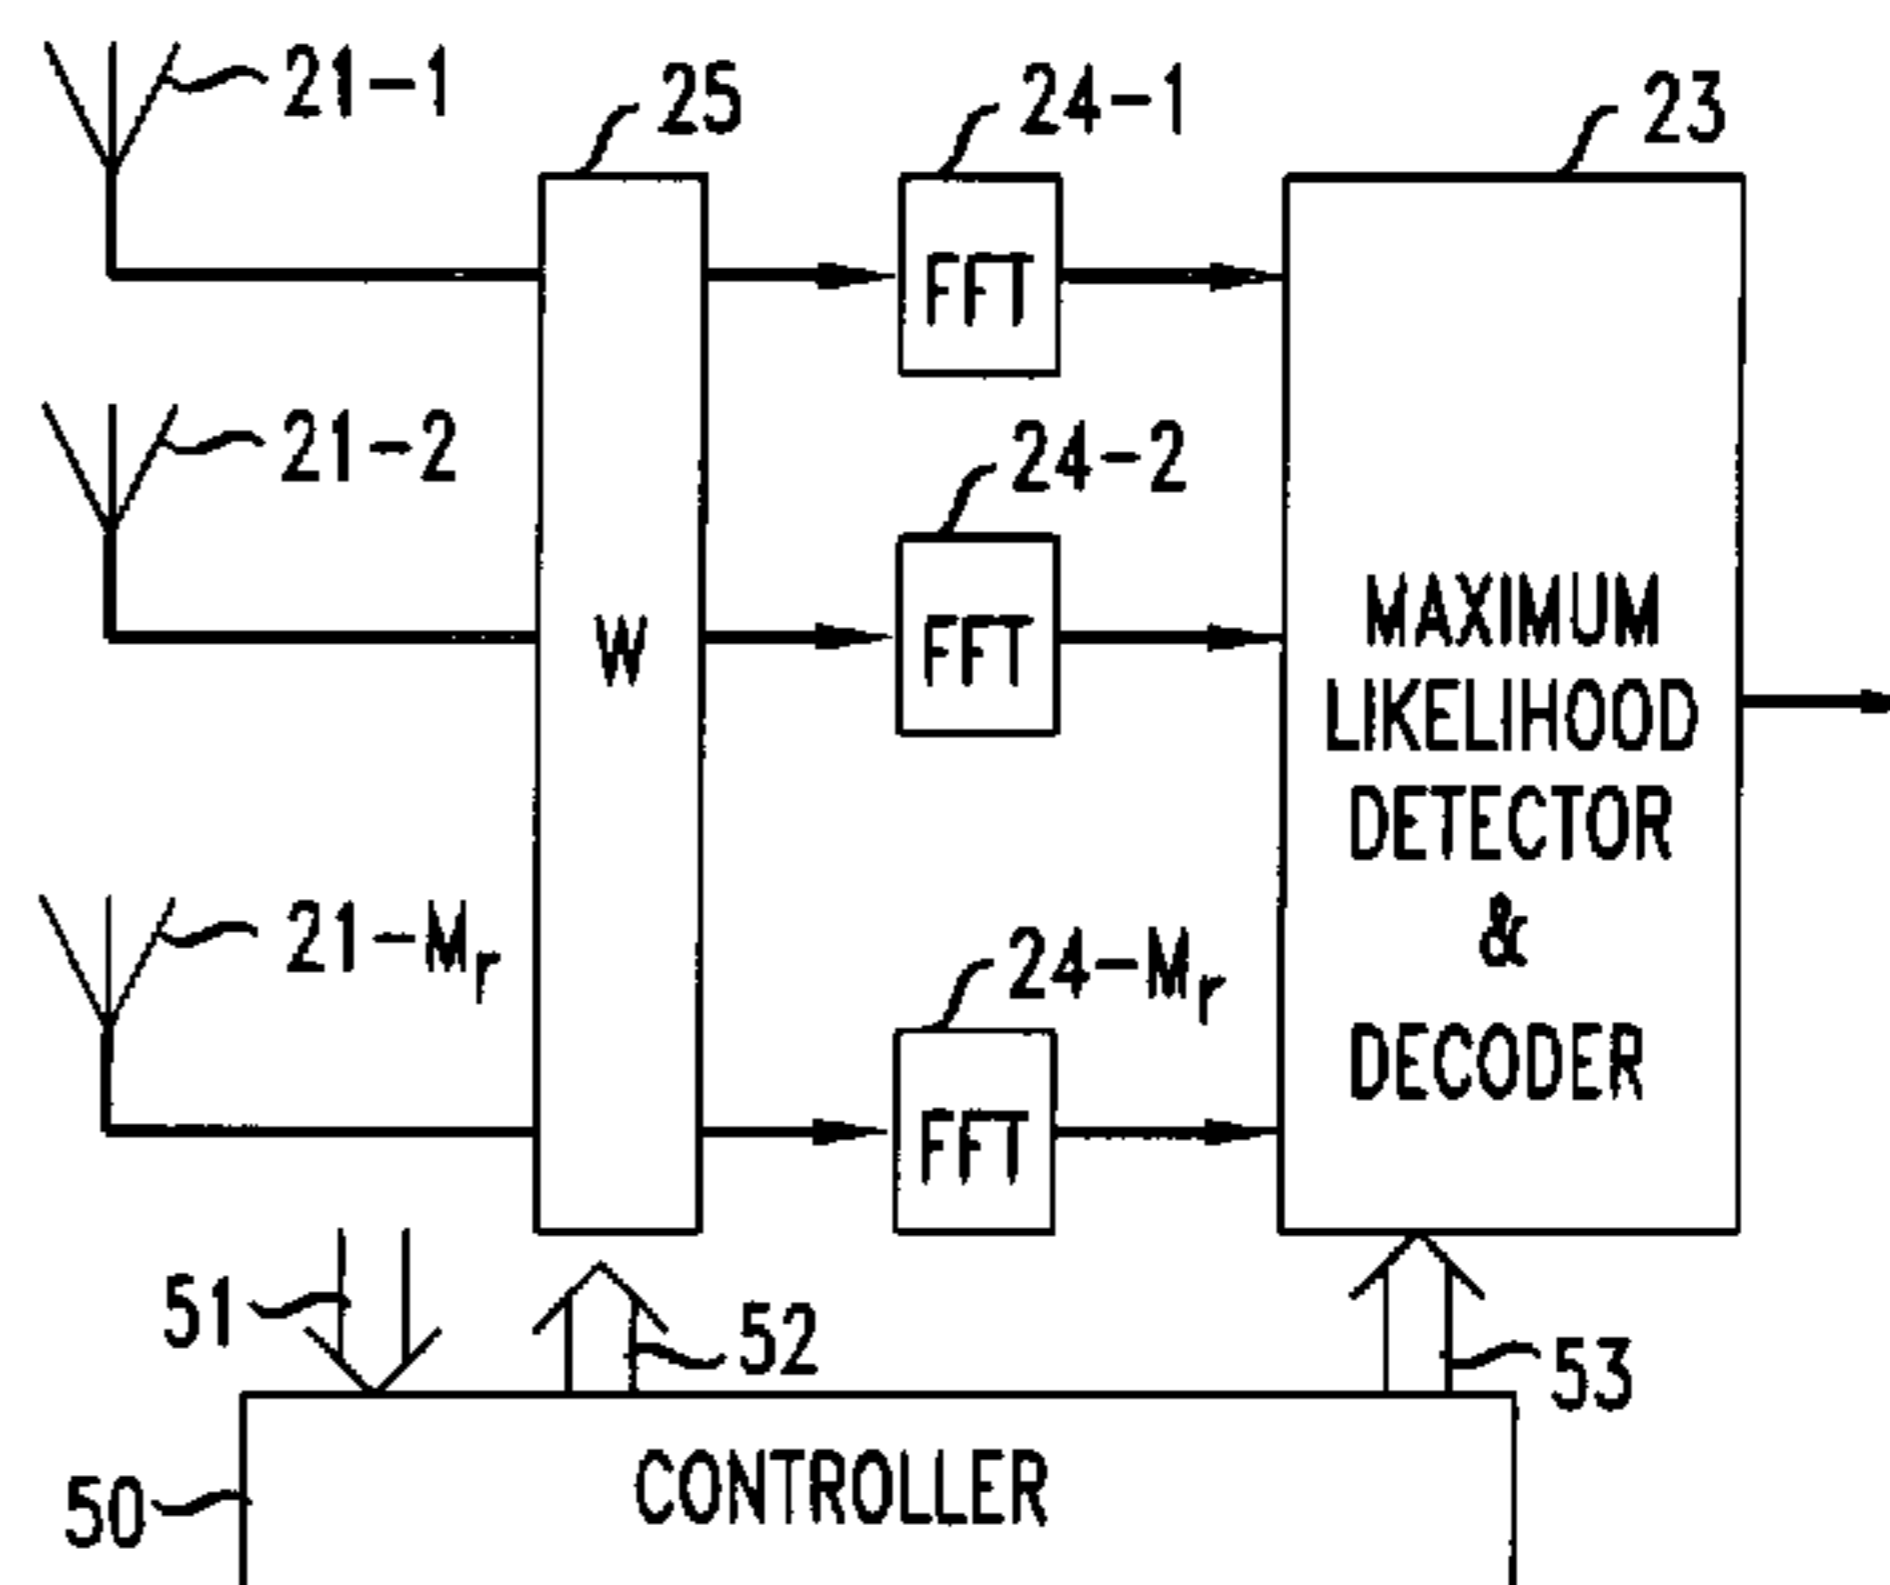 21-1
25
24-1
23
FFT
21-2
24-2
W
FFT
MAXIMUM
LIKELIHOOD
DETECTOR
&
DECODER
21-Mr
24-Mr
FFT
51
52
53
50
CONTROLLER